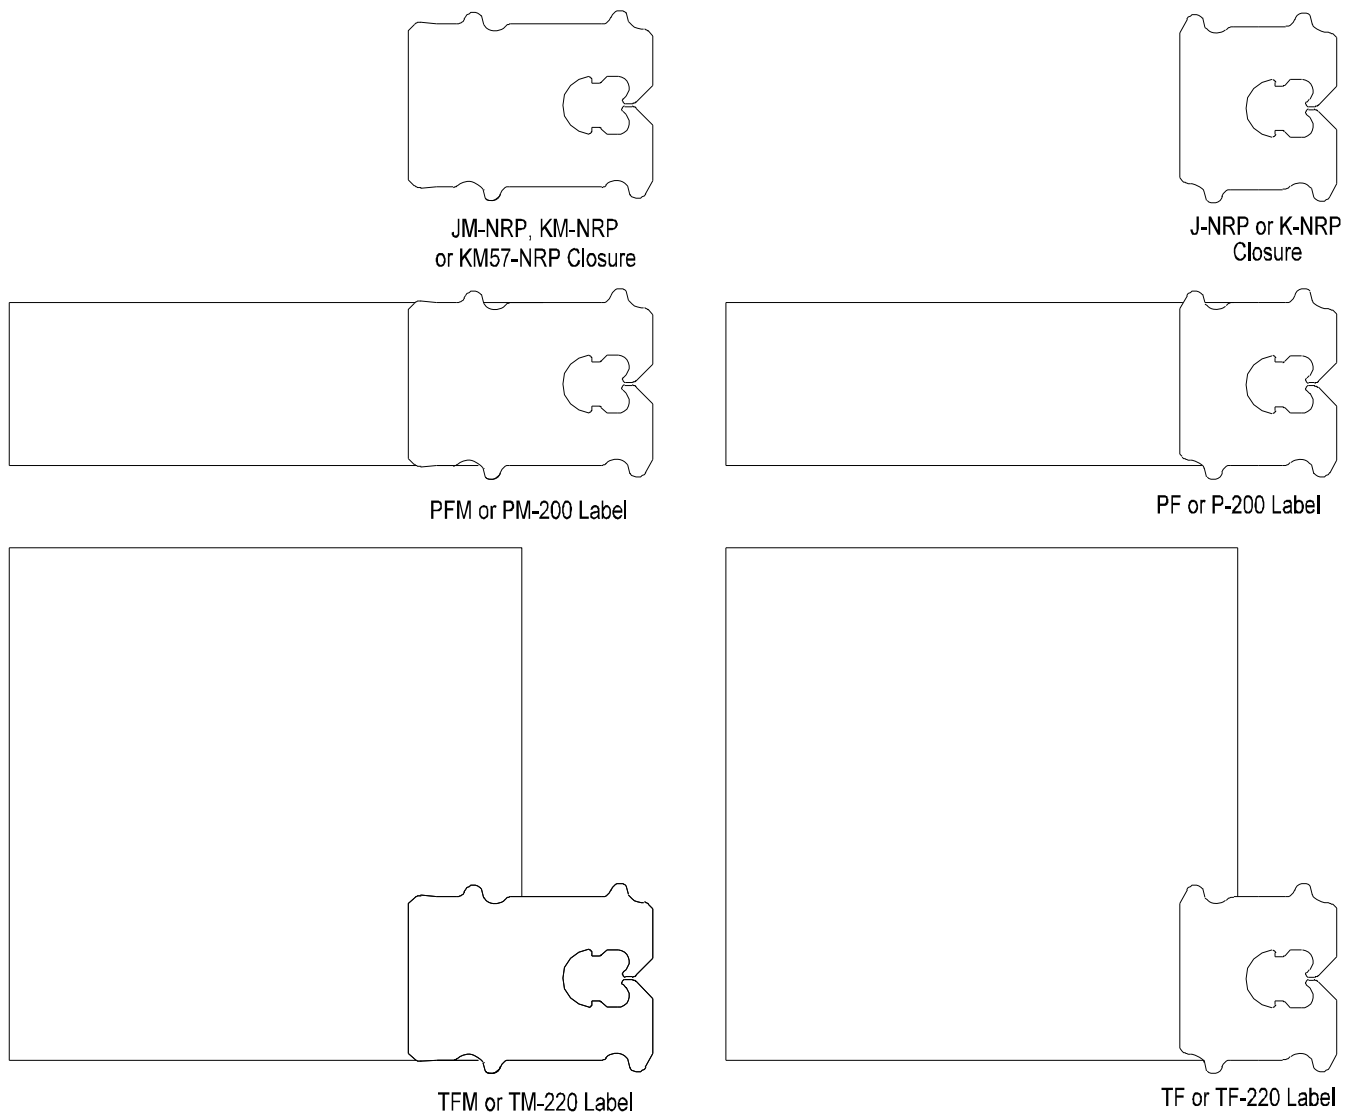 JM-NRP, KM-NRP
or KM57-NRP Closure
J-NRP or K-NRP
Closure
PFM or PM-200 Label
PF or P-200 Label
TFM or TM-220 Label
TF or TF-220 Label